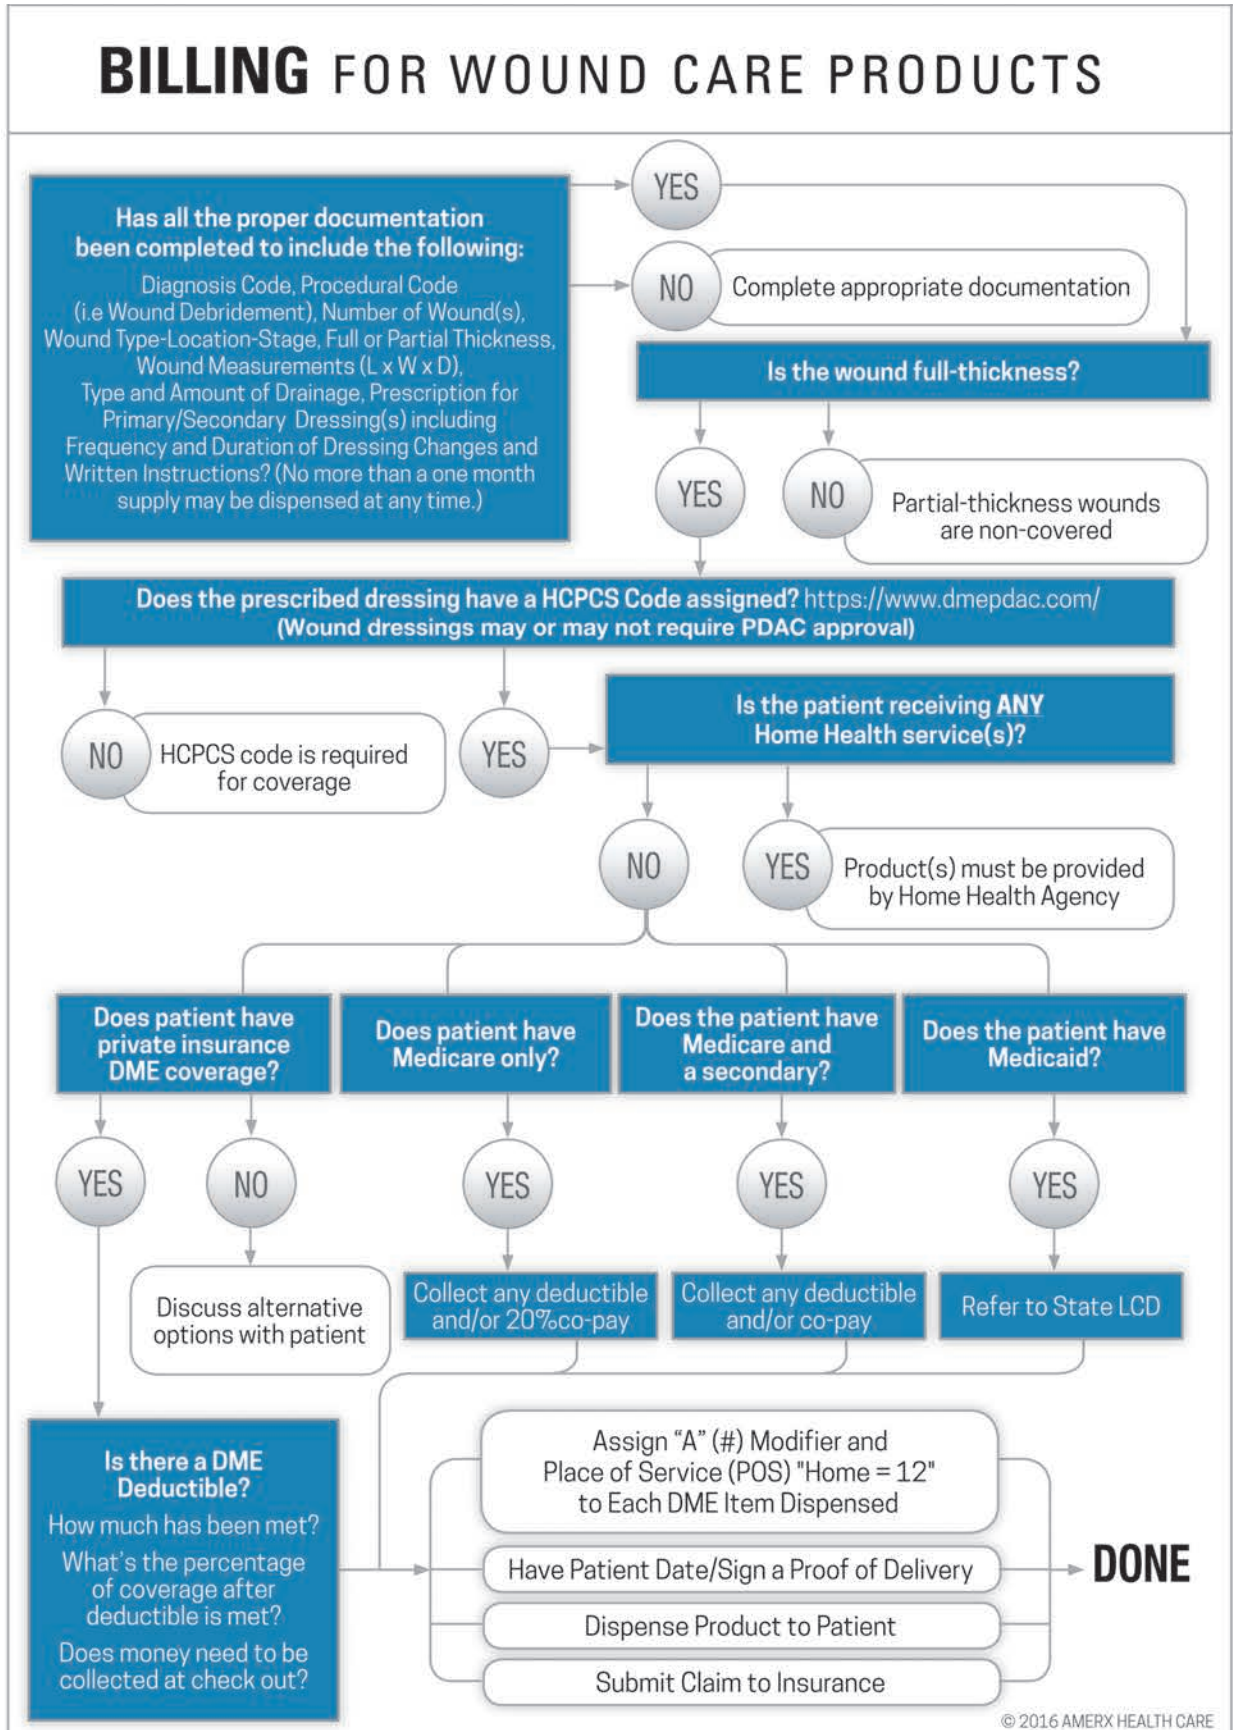 BILLING FOR WOUND CARE PRODUCTS
Has all the proper documentation
been completed to include the following:
Diagnosis Code, Procedural Code
(i.e Wound Debridement), Number of Wound(s),
Wound Type-Location-Stage, Full or Partial Thickness,
Wound Measurements (L x W x D),
Type and Amount of Drainage, Prescription for
Primary/Secondary Dressing(s) including
Frequency and Duration of Dressing Changes and
Written Instructions? (No more than a one month
supply may be dispensed at any time.)
YES
NO
Complete appropriate documentation
Is the wound full-thickness?
YES
NO
Partial-thickness wounds
are non-covered
Does the prescribed dressing have a HCPCS Code assigned? https://www.dmepdac.com/
(Wound dressings may or may not require PDAC approval)
NO
HCPCS code is required
for coverage
YES
Is the patient receiving ANY
Home Health service(s)?
NO
YES
Product(s) must be provided
by Home Health Agency
Does patient have
private insurance
DME coverage?
Does patient have
Medicare only?
Does the patient have
Medicare and
a secondary?
Does the patient have
Medicaid?
YES
NO
YES
YES
YES
Discuss alternative
options with patient
Collect any deductible
and/or 20%co-pay
Collect any deductible
and/or co-pay
Refer to State LCD
Is there a DME
Deductible?
How much has been met?
What's the percentage
of coverage after
deductible is met?
Does money need to be
collected at check out?
Assign “A” (#) Modifier and
Place of Service (POS) "Home = 12"
to Each DME Item Dispensed
Have Patient Date/Sign a Proof of Delivery
Dispense Product to Patient
Submit Claim to Insurance
DONE
© 2016 AMERX HEALTH CARE